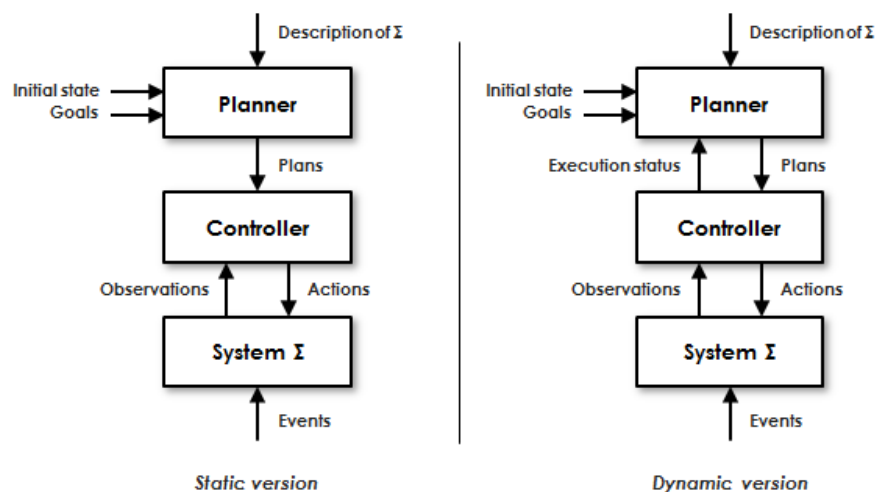 Description of Σ
Initial state
Goals
Planner
Plans
Controller
Observations
Actions
System Σ
Events
Static version
Description of Σ
Initial state
Goals
Planner
Execution status
Plans
Controller
Observations
Actions
System Σ
Events
Dynamic version